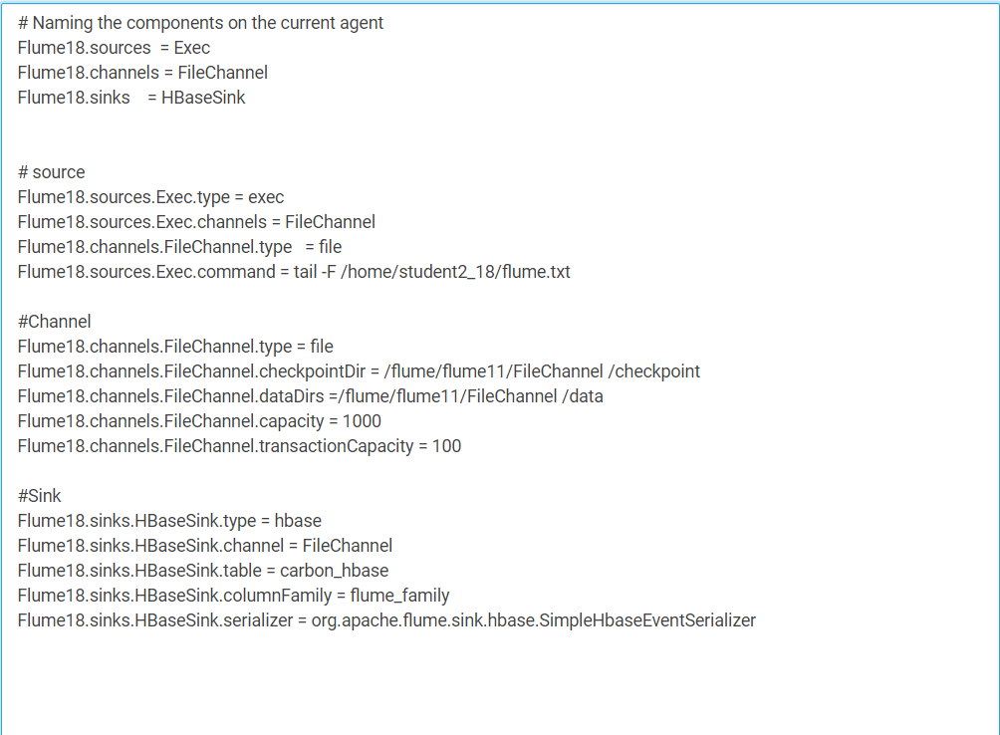 # Naming the components on the current agent
Flume18.sources  = Exec
Flume18.channels = FileChannel
Flume18.sinks    = HBaseSink
# source
Flume18.sources.Exec.type = exec
Flume18.sources.Exec.channels = FileChannel
Flume18.channels.FileChannel.type   = file
Flume18.sources.Exec.command = tail -F /home/student2_18/flume.txt
#Channel
Flume18.channels.FileChannel.type = file
Flume18.channels.FileChannel.checkpointDir = /flume/flume11/FileChannel /checkpoint
Flume18.channels.FileChannel.dataDirs =/flume/flume11/FileChannel /data
Flume18.channels.FileChannel.capacity = 1000
Flume18.channels.FileChannel.transactionCapacity = 100
#Sink
Flume18.sinks.HBaseSink.type = hbase
Flume18.sinks.HBaseSink.channel = FileChannel
Flume18.sinks.HBaseSink.table = carbon_hbase
Flume18.sinks.HBaseSink.columnFamily = flume_family
Flume18.sinks.HBaseSink.serializer = org.apache.flume.sink.hbase.SimpleHbaseEventSerializer